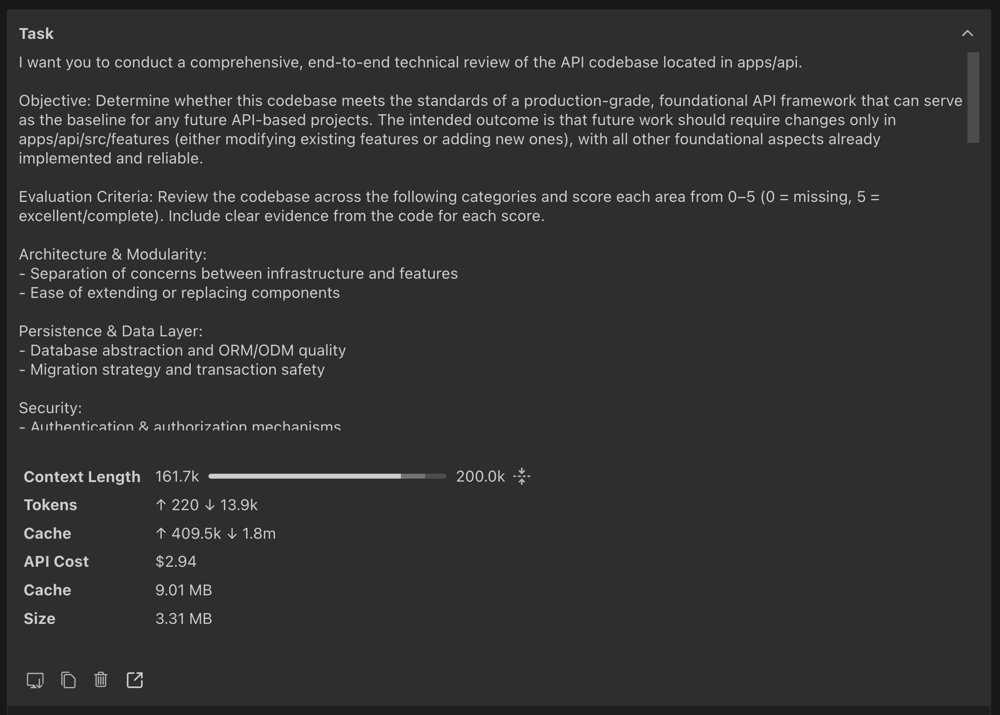 Task
I want you to conduct a comprehensive, end-to-end technical review of the API codebase located in apps/api.
Objective: Determine whether this codebase meets the standards of a production-grade, foundational API framework that can serve
as the baseline for any future API-based projects. The intended outcome is that future work should require changes only in
apps/api/src/features (either modifying existing features or adding new ones), with all other foundational aspects already
implemented and reliable.
Evaluation Criteria: Review the codebase across the following categories and score each area from 0–5 (0 = missing, 5 =
excellent/complete). Include clear evidence from the code for each score.
Architecture & Modularity:
- Separation of concerns between infrastructure and features
- Ease of extending or replacing components
Persistence & Data Layer:
- Database abstraction and ORM/ODM quality
- Migration strategy and transaction safety
Security:
- Authentication & authorization mechanisms
Context Length 161.7k 200.0k
Tokens ↑ 220 ↓ 13.9k
Cache ↑ 409.5k ↓ 1.8m
API Cost $2.94
Cache 9.01 MB
Size 3.31 MB